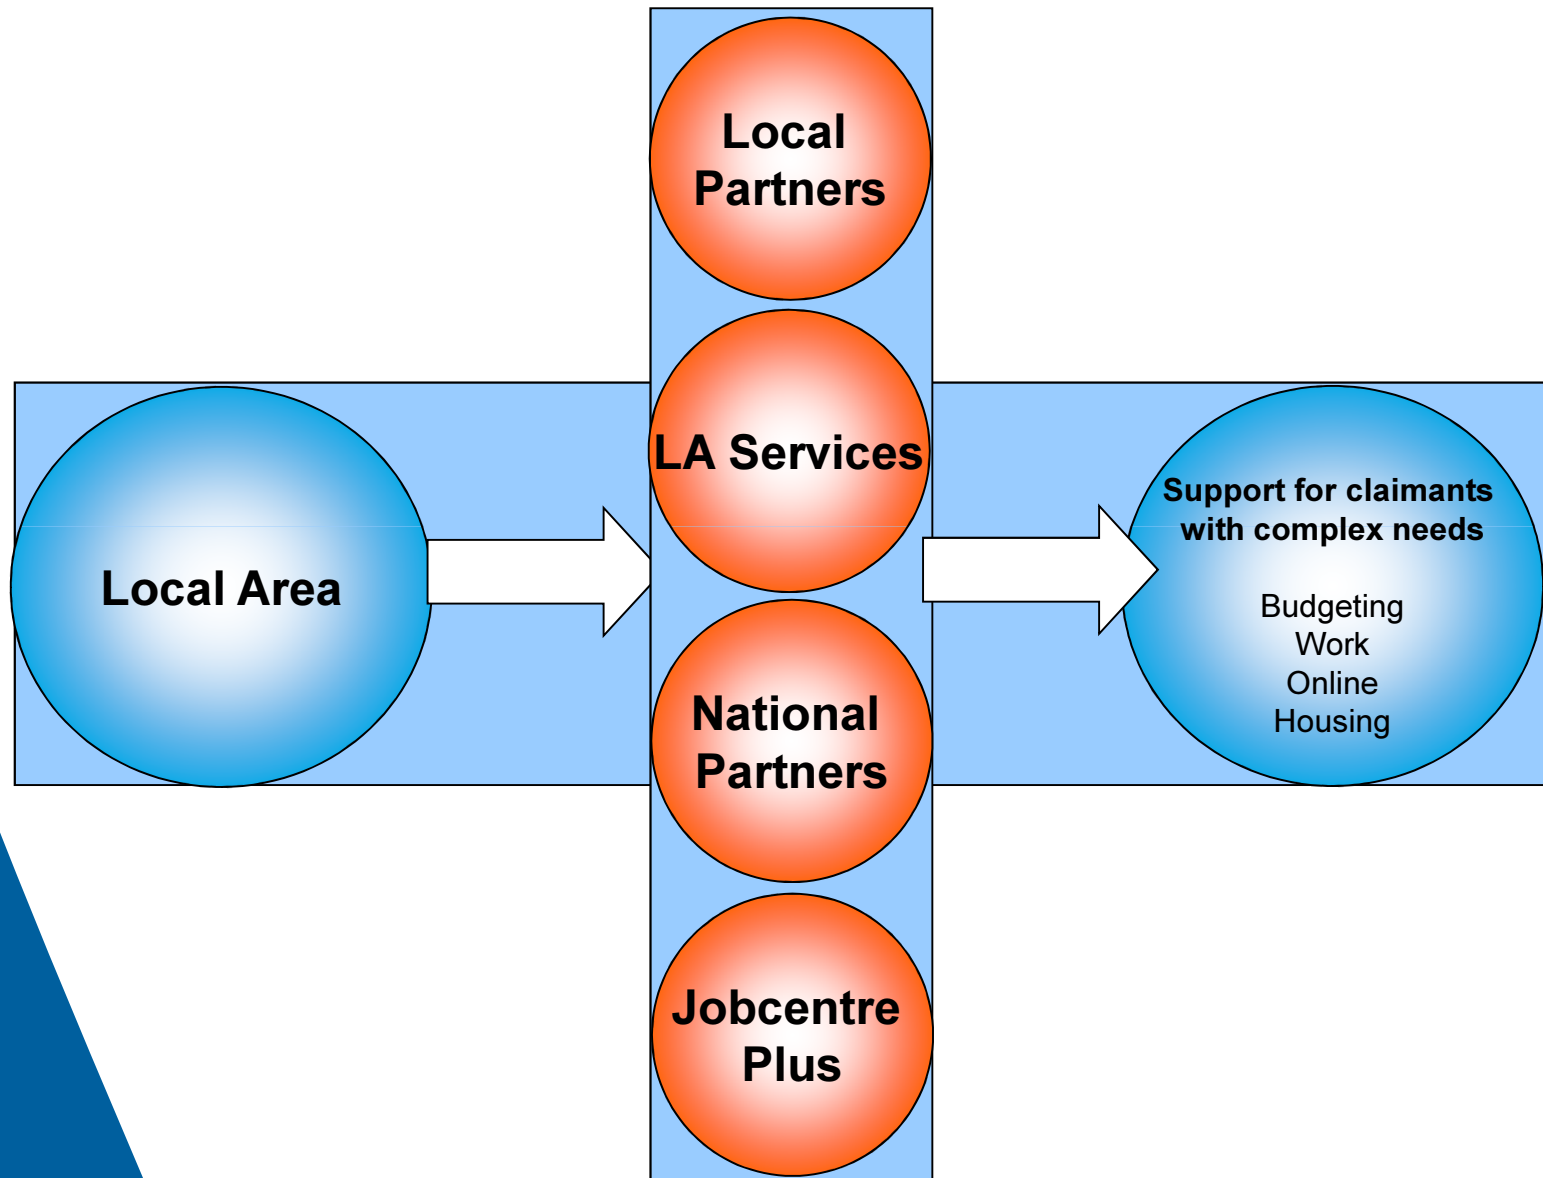 Local
Partners
LA Services
Local Area
Support for claimants
with complex needs
Budgeting
Work
Online
Housing
National
Partners
Jobcentre
Plus